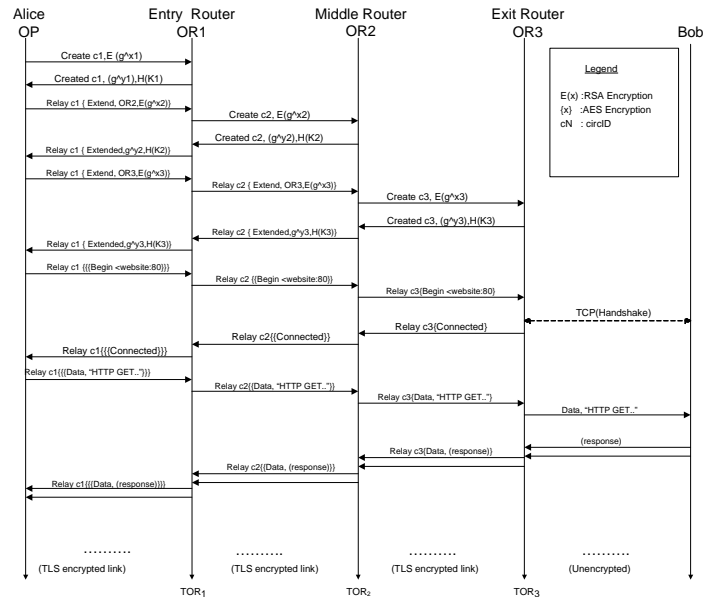 Alice
OP
Entry Router
OR1
Middle Router
OR2
Exit Router
OR3
Bob
Legend
E(x) :RSA Encryption
{x} :AES Encryption
cN : circID
Create c1,E (g^x1)
Created c1, (g^y1),H(K1)
Relay c1 { Extend, OR2,E(g^x2)}
Create c2, E(g^x2)
Created c2, (g^y2),H(K2)
Relay c1 { Extended,g^y2,H(K2)}
Relay c1 { Extend, OR3,E(g^x3)}
Relay c2 { Extend, OR3,E(g^x3)}
Create c3, E(g^x3)
Created c3, (g^y3),H(K3)
Relay c2 { Extended,g^y3,H(K3)}
Relay c1 { Extended,g^y3,H(K3)}
Relay c1 {{{Begin <website:80}}}
Relay c2 {{Begin <website:80}}
Relay c3{Begin <website:80}
TCP(Handshake)
Relay c3{Connected}
Relay c2{{Connected}}
Relay c1{{{Connected}}}
Relay c1{{{Data, “HTTP GET..”}}}
Relay c2{{Data, “HTTP GET..”}}
Relay c3{Data, “HTTP GET..”}
Data, “HTTP GET..”
(response)
Relay c3{Data, (response)}
Relay c2{{Data, (response)}}
Relay c1{{{Data, (response)}}}
..........
..........
..........
..........
(TLS encrypted link)
(TLS encrypted link)
(TLS encrypted link)
(Unencrypted)
TOR1
TOR2
TOR3